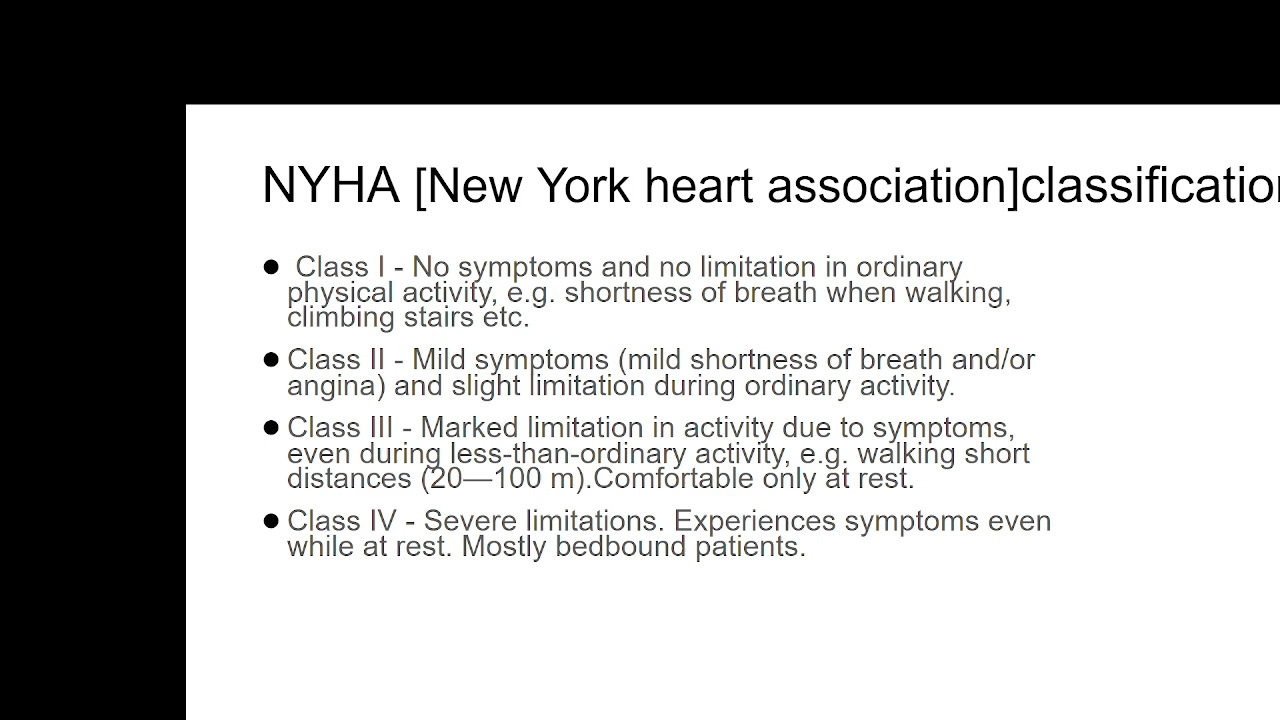 NYHA [New York heart association]classification
● Class I - No symptoms and no limitation in ordinary
physical activity, e.g. shortness of breath when walking,
climbing stairs etc.
● Class II - Mild symptoms (mild shortness of breath and/or
angina) and slight limitation during ordinary activity.
● Class III - Marked limitation in activity due to symptoms,
even during less-than-ordinary activity, e.g. walking short
distances (20—100 m).Comfortable only at rest.
● Class IV - Severe limitations. Experiences symptoms even
while at rest. Mostly bedbound patients.